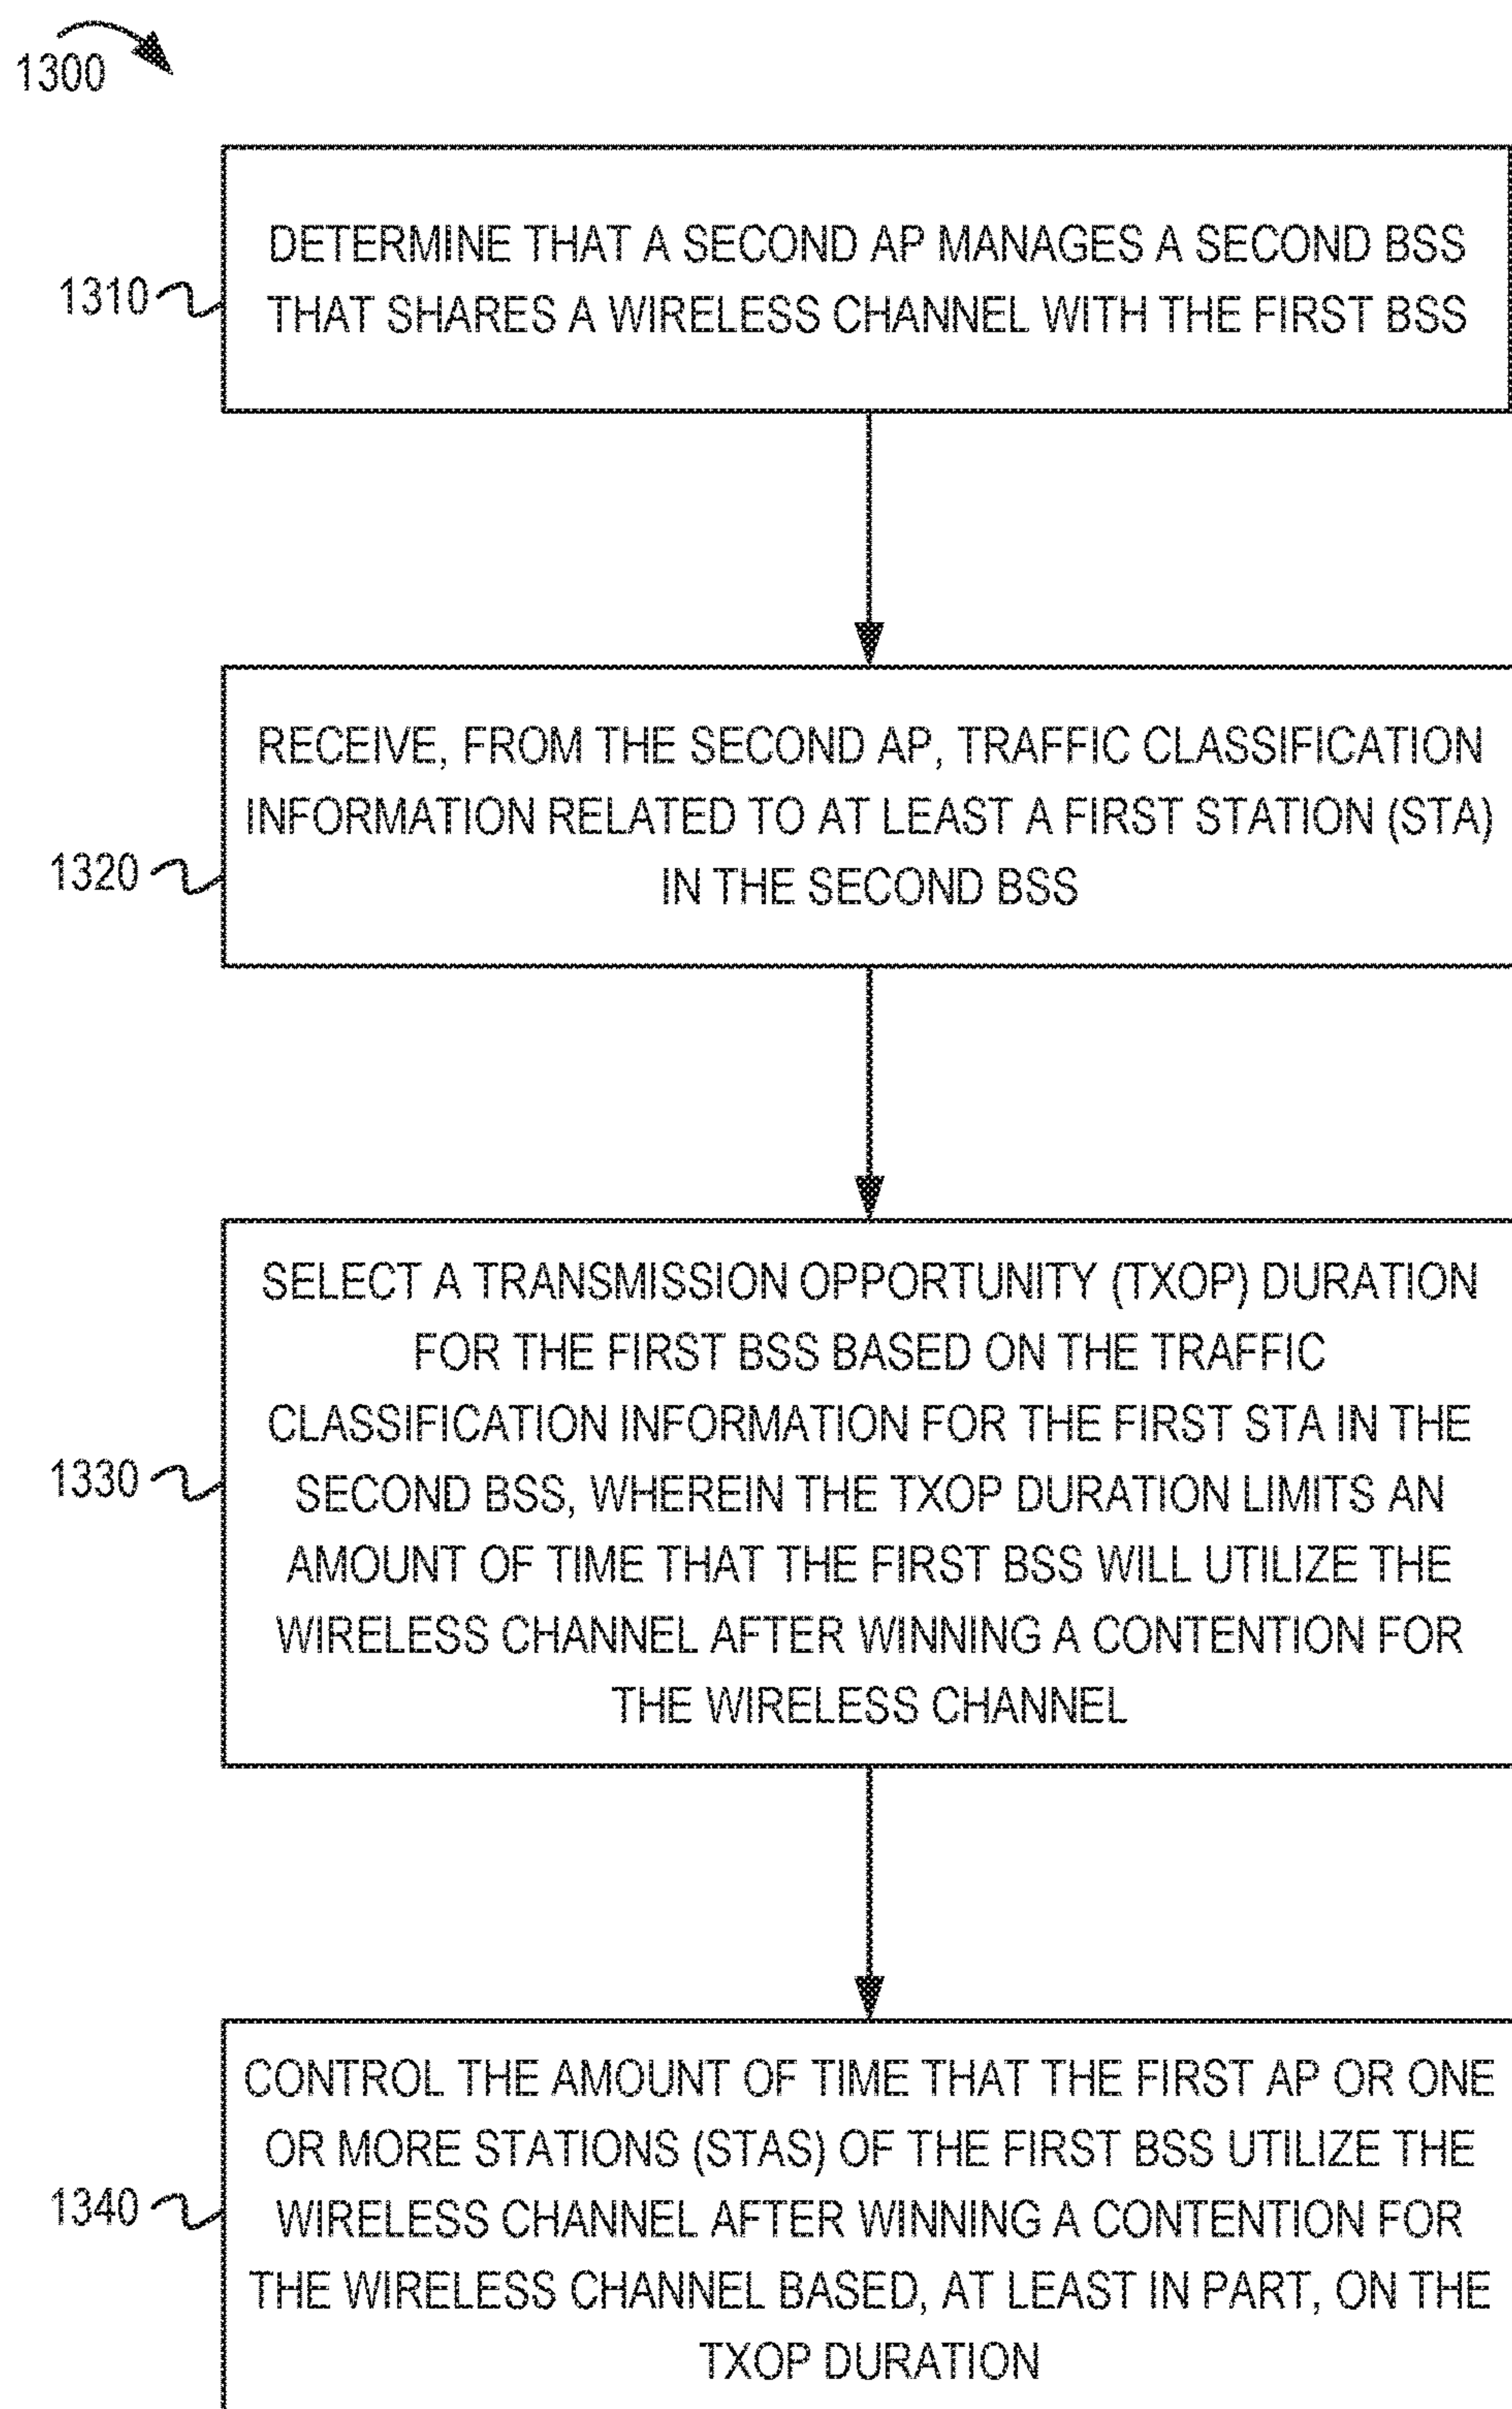 1300
DETERMINE THAT A SECOND AP MANAGES A SECOND BSS
THAT SHARES A WIRELESS CHANNEL WITH THE FIRST BSS
1310
RECEIVE, FROM THE SECOND AP, TRAFFIC CLASSIFICATION
INFORMATION RELATED TO AT LEAST A FIRST STATION (STA)
IN THE SECOND BSS
1320
SELECT A TRANSMISSION OPPORTUNITY (TXOP) DURATION
FOR THE FIRST BSS BASED ON THE TRAFFIC
CLASSIFICATION INFORMATION FOR THE FIRST STA IN THE
SECOND BSS, WHEREIN THE TXOP DURATION LIMITS AN
AMOUNT OF TIME THAT THE FIRST BSS WILL UTILIZE THE
WIRELESS CHANNEL AFTER WINNING A CONTENTION FOR
THE WIRELESS CHANNEL
1330
CONTROL THE AMOUNT OF TIME THAT THE FIRST AP OR ONE
OR MORE STATIONS (STAS) OF THE FIRST BSS UTILIZE THE
WIRELESS CHANNEL AFTER WINNING A CONTENTION FOR
THE WIRELESS CHANNEL BASED, AT LEAST IN PART, ON THE
TXOP DURATION
1340